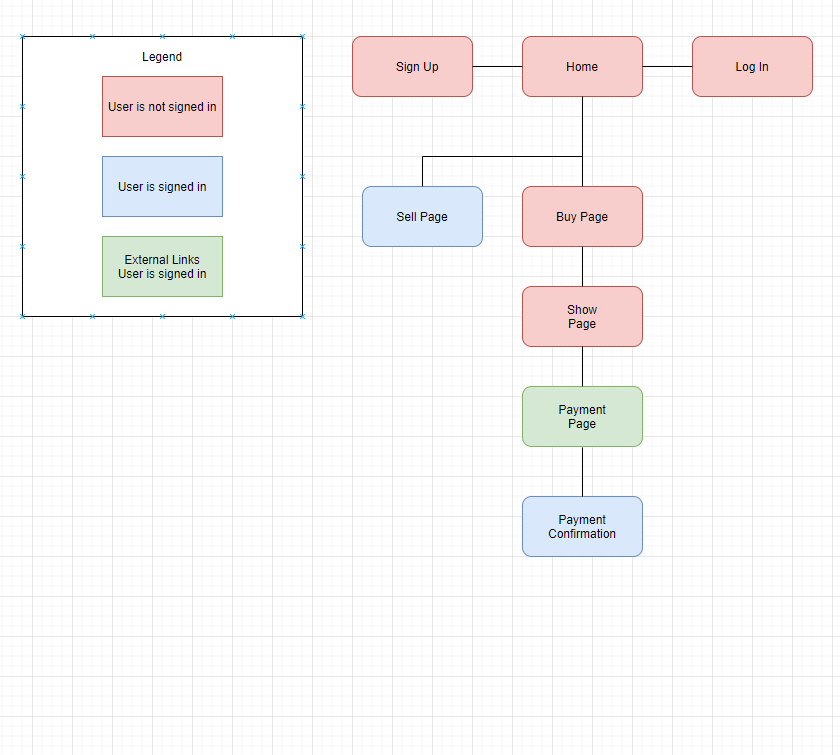 Legend
User is not signed in
User is signed in
External Links
User is signed in
Sign Up
Home
Log In
Sell Page
Buy Page
Show
Page
Payment
Page
Payment
Confirmation